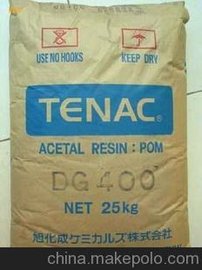 USE NO HOOKS
KEEP DRY
TENAC®
ACETAL RESIN : POM
DG400
NET 25kg
旭化成ケミカルズ株式会社
www.makepolo.com